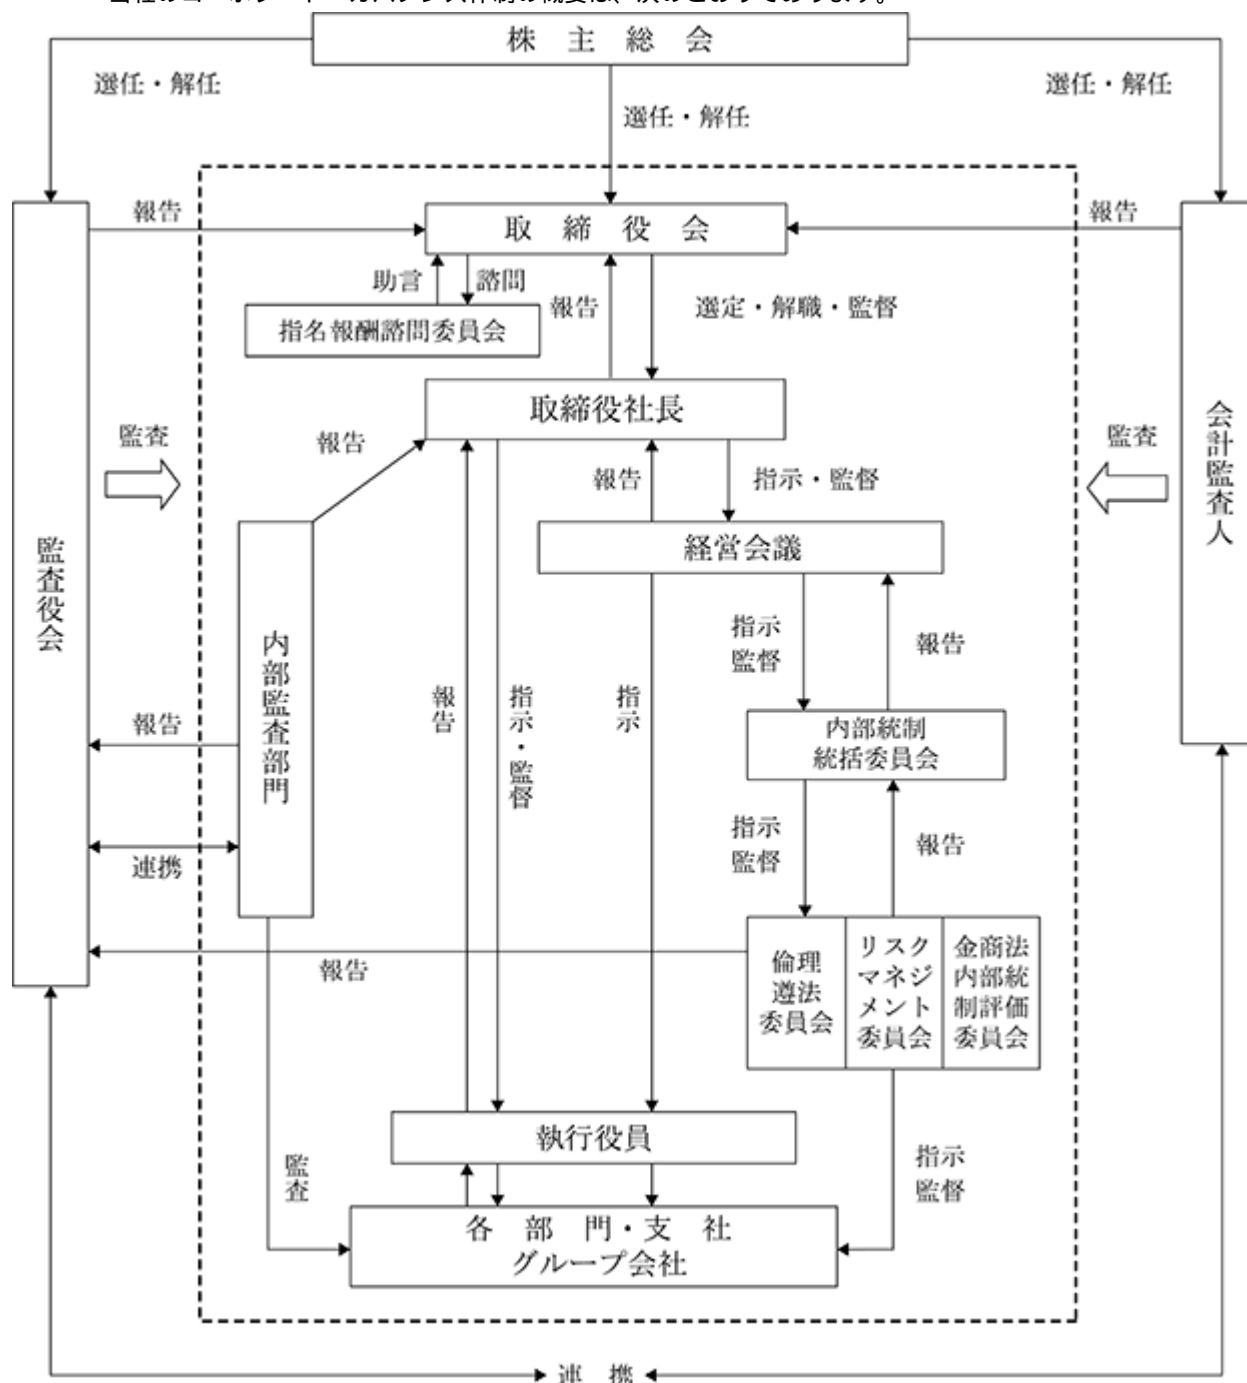 株主総会
選任・解任
選任・解任
選任・解任
報告
取締役会
報告
助言
諮問
報告
選定・解職・監督
指名報酬諮問委員会
取締役社長
監査
報告
報告
指示・監督
監査
会計監査人
監査役会
内部監査部門
経営会議
指示
監督
報告
報告
指示・監督
指示
報告
内部統制
統括委員会
連携
指示
監督
報告
報告
倫理
遵法
委員会
リスク
マネジ
メント
委員会
金商法
内部統
制評価
委員会
執行役員
監査
指示
監督
各部門・支社
グループ会社
連携